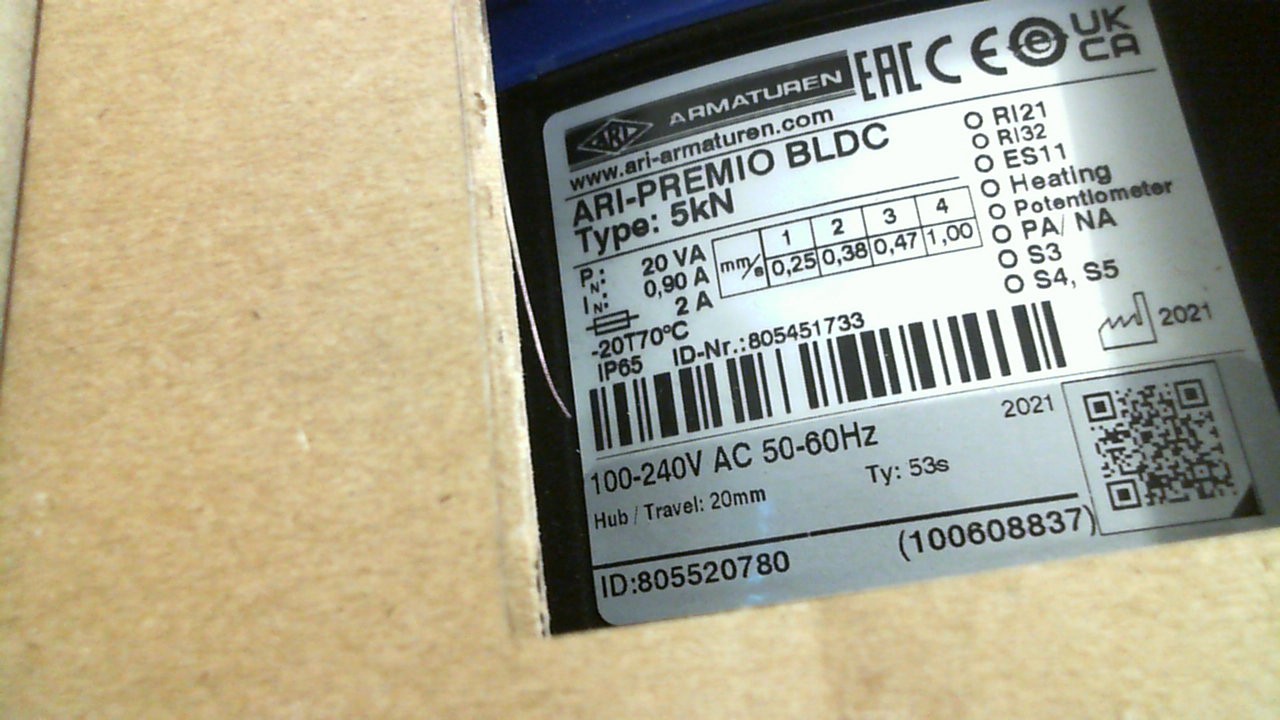 ARI ARMATUREN EAC CE UK CA
www.ari-armaturen.com
ARI-PREMIO BLDC
Type: 5kN
P: 20 VA
IN: 0,90 A
2 A
-20T70°C
IP65
mm/s 1 2 3 4
0,25 0,38 0,47 1,00
RI21
RI32
ES11
Heating
Potentiometer
PA/ NA
S3
S4, S5
ID-Nr.:805451733
2021
2021
100-240V AC 50-60Hz
Hub / Travel: 20mm
Ty: 53s
ID:805520780
(100608837)